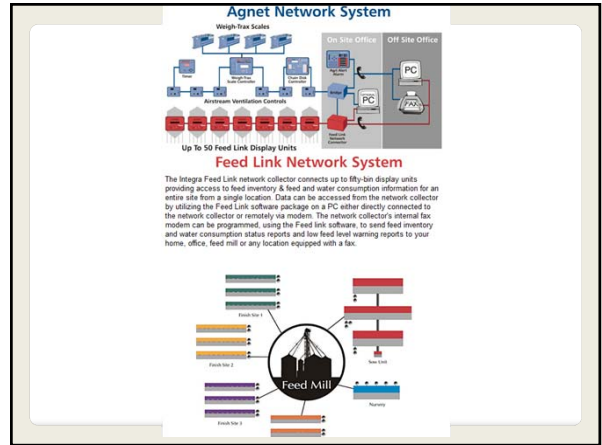 Agnet Network System
Weigh-Trax Scales
On Site Office
Off Site Office
Weigh-Trax
Scale Controller
Chain Disk
Controller
PC
PC
FAX
Bridge
Airstream Ventilation Controls
Feed Link
Network
Connector
Up To 50 Feed Link Display Units
Feed Link Network System
The Integra Feed Link network collector connects up to fifty-bin display units
providing access to feed inventory & feed and water consumption information for an
entire site from a single location. Data can be accessed from the network collector
by utilizing the Feed Link software package on a PC either directly connected to
the network collector or remotely via modem. The network collector's internal fax
modem can be programmed, using the Feed link software, to send feed inventory
and water consumption status reports and low feed level warning reports to your
home, office, feed mill or any location equipped with a fax.
Finish Site 1
Finish Site 2
Sow Unit
Feed Mill
Nursery
Finish Site 3